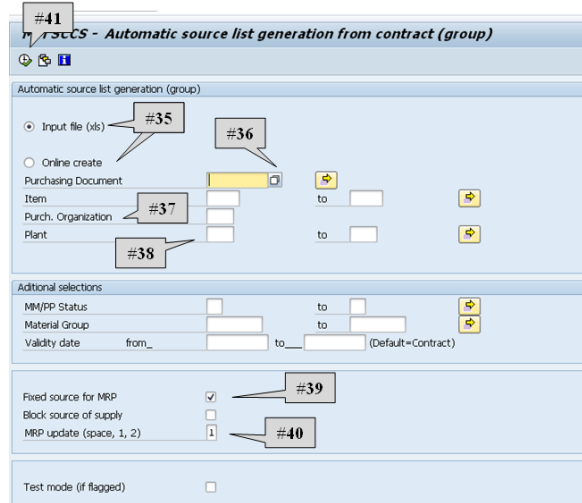 #41
SCCS - Automatic source list generation from contract (group)
Automatic source list generation (group)
Input file (xls)
#35
#36
Online create
Purchasing Document
Item to
#37
Purch. Organization
Plant to
#38
Aditional selections
MM/PP Status to
Material Group to
Validity date from_ to___ (Default=Contract)
#39
Fixed source for MRP
Block source of supply
MRP update (space, 1, 2) 1
#40
Test mode (if flagged)